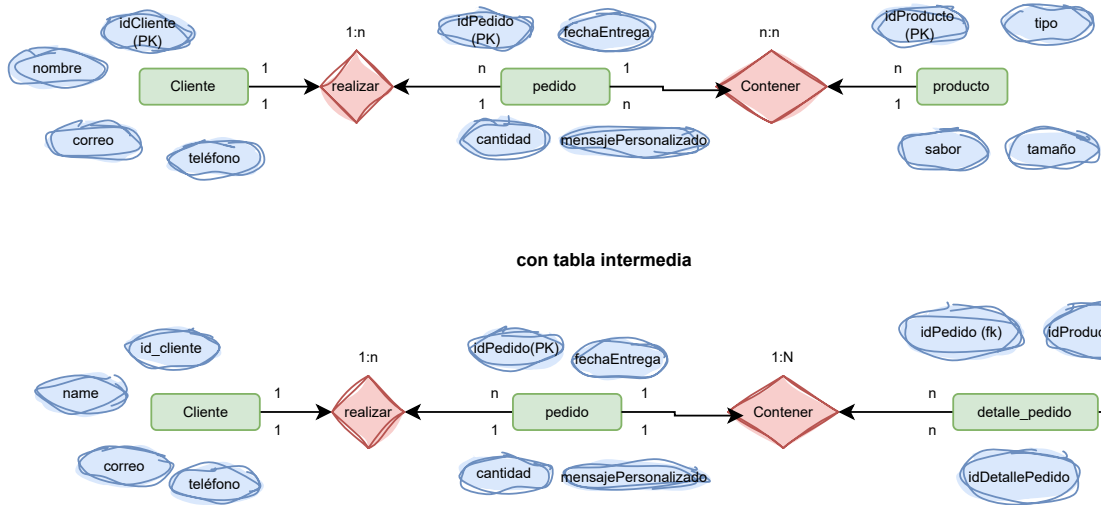 idCliente
(PK)
1:n
idPedido
(PK)
fechaEntrega
n:n
idProducto
(PK)
tipo
nombre
1
n
1
n
Cliente
realizar
pedido
Contener
producto
1
1
n
1
correo
teléfono
cantidad
mensajePersonalizado
sabor
tamaño
con tabla intermedia
id_cliente
1:n
idPedido(PK)
fechaEntrega
1:N
idPedido (fk)
idProduc
name
1
n
1
n
Cliente
realizar
pedido
Contener
detalle_pedido
1
1
1
n
correo
teléfono
cantidad
mensajePersonalizado
idDetallePedido